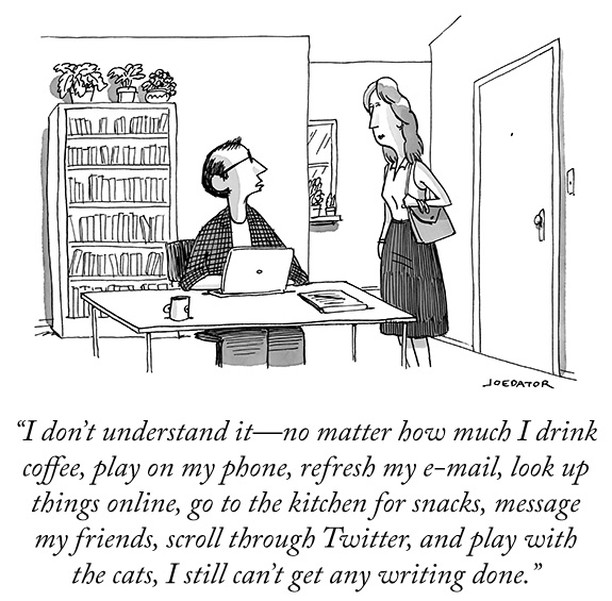 JOEDATOR
“I don’t understand it—no matter how much I drink
coffee, play on my phone, refresh my e-mail, look up
things online, go to the kitchen for snacks, message
my friends, scroll through Twitter, and play with
the cats, I still can’t get any writing done.”